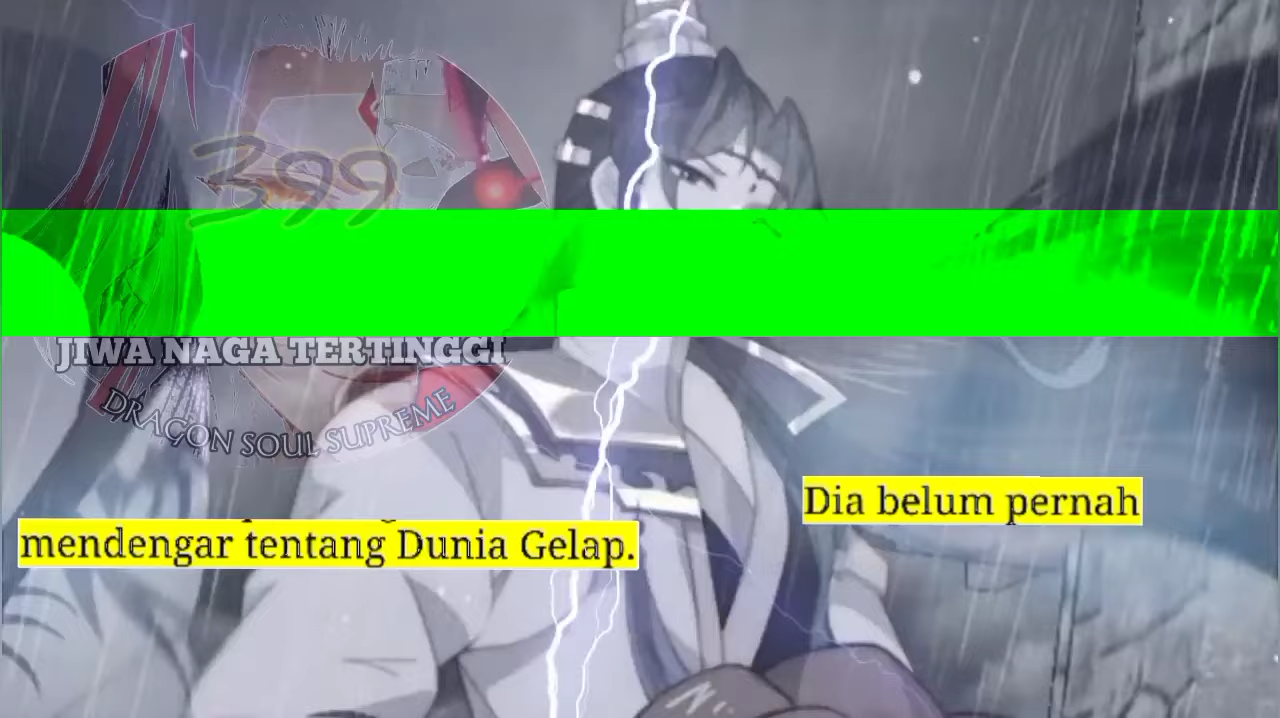 399
JIWA NAGA TERTINGGI
DRAGON SOUL SUPREME
Dia belum pernah
mendengar tentang Dunia Gelap.